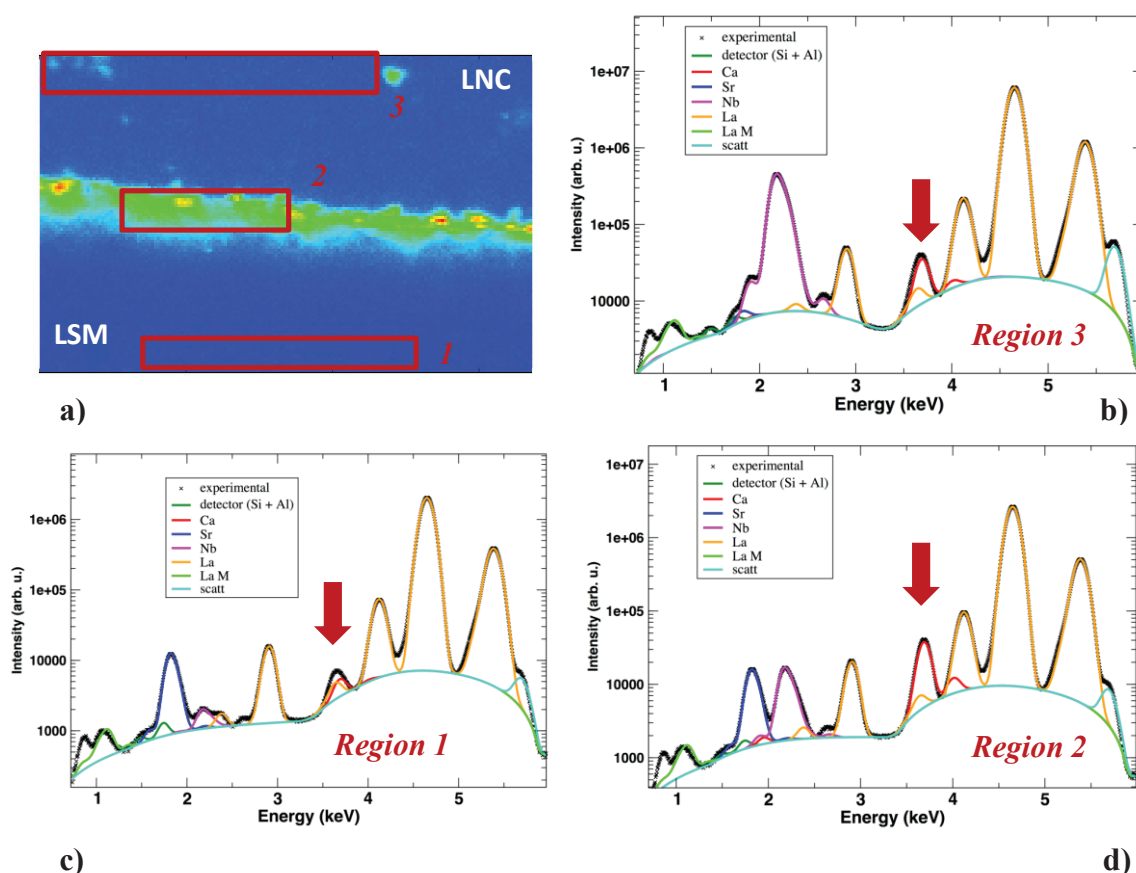 LNC
3
2
LSM
1
a)
experimental
detector (Si + Al)
Ca
Sr
Nb
La
La M
scatt
1e+07
1e+06
1e+05
10000
Intensity (arb. u.)
Region 3
1 2 3 4 5
Energy (keV)
b)
experimental
detector (Si + Al)
Ca
Sr
Nb
La
La M
scatt
1e+06
1e+05
10000
1000
Intensity (arb. u.)
Region 1
1 2 3 4 5
Energy (keV)
c)
experimental
detector (Si + Al)
Ca
Sr
Nb
La
La M
scatt
1e+07
1e+06
1e+05
10000
1000
Intensity (arb. u.)
Region 2
1 2 3 4 5
Energy (keV)
d)